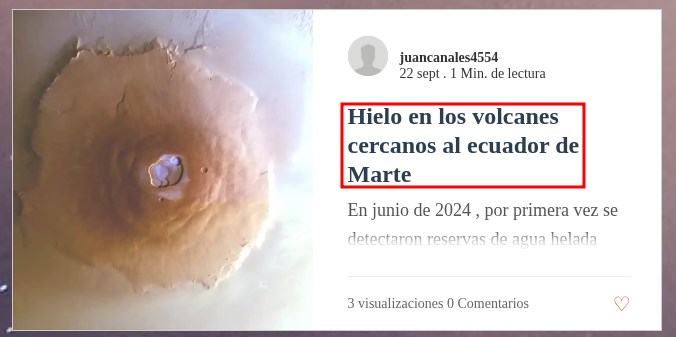 juancanales4554
22 sept . 1 Min. de lectura
Hielo en los volcanes
cercanos al ecuador de
Marte
En junio de 2024 , por primera vez se
detectaron reservas de agua helada
3 visualizaciones 0 Comentarios